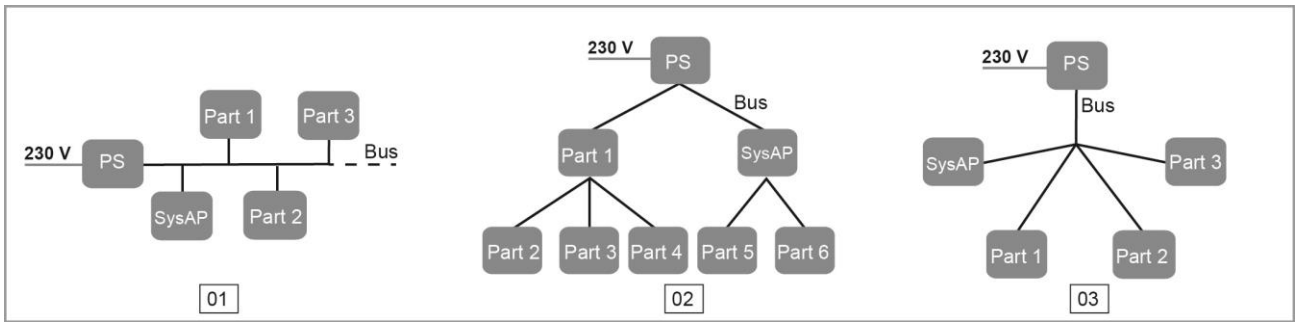 230 V
PS
Part 1
Part 3
Bus
SysAP
Part 2
01
230 V
PS
Bus
Part 1
SysAP
Part 2
Part 3
Part 4
Part 5
Part 6
02
230 V
PS
Bus
SysAP
Part 3
Part 1
Part 2
03